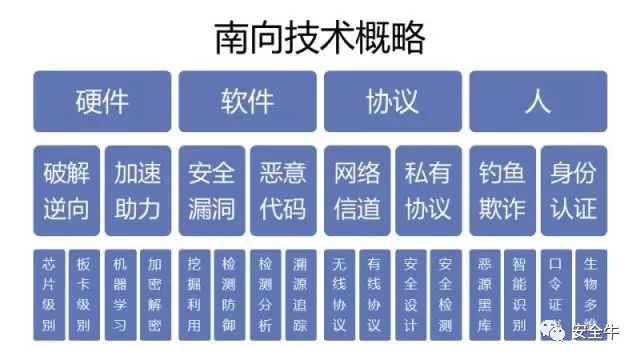 南向技术概略
硬件
软件
协议
人
破解逆向
加速助力
安全漏洞
恶意代码
网络信道
私有协议
钓鱼欺诈
身份认证
芯片级别
板卡级别
机器学习
加密解密
挖掘利用
检测防御
检测分析
溯源追踪
无线协议
有线协议
安全设计
安全检测
恶源黑库
智能识别
口令证
生物多维
安全牛